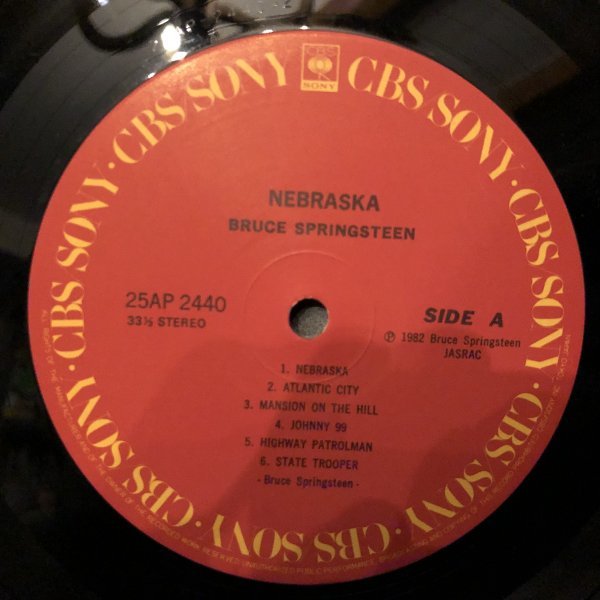 CBS
SONY
CBS SONY · CBS SONY · CBS SONY · CBS SONY · CBS SONY · CBS SONY · CBS SONY
NEBRASKA
BRUCE SPRINGSTEEN
25AP 2440
33⅓ STEREO
SIDE A
Ⓟ 1982 Bruce Springsteen
JASRAC
1. NEBRASKA
2. ATLANTIC CITY
3. MANSION ON THE HILL
4. JOHNNY 99
5. HIGHWAY PATROLMAN
6. STATE TROOPER
- Bruce Springsteen -